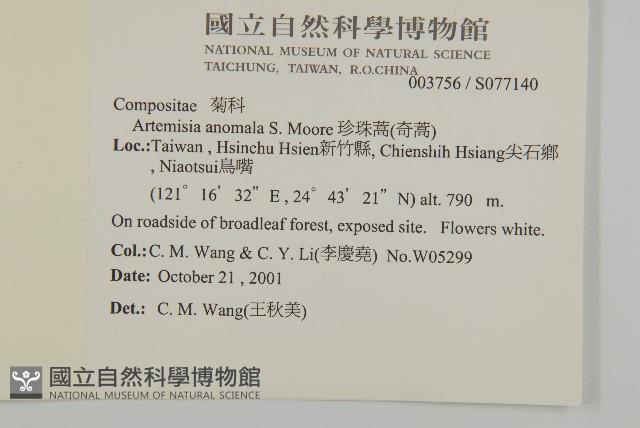 國立自然科學博物館
NATIONAL MUSEUM OF NATURAL SCIENCE
TAICHUNG, TAIWAN, R.O.CHINA
003756 / S077140
Compositae 菊科
Artemisia anomala S. Moore 珍珠蒿(奇蒿)
Loc.:Taiwan , Hsinchu Hsien新竹縣, Chienshih Hsiang尖石鄉
, Niaotsui鳥嘴
(121° 16’ 32” E , 24° 43’ 21” N) alt. 790 m.
On roadside of broadleaf forest, exposed site. Flowers white.
Col.: C. M. Wang & C. Y. Li(李慶堯) No.W05299
Date: October 21 , 2001
Det.: C. M. Wang(王秋美)
國立自然科學博物館
NATIONAL MUSEUM OF NATURAL SCIENCE